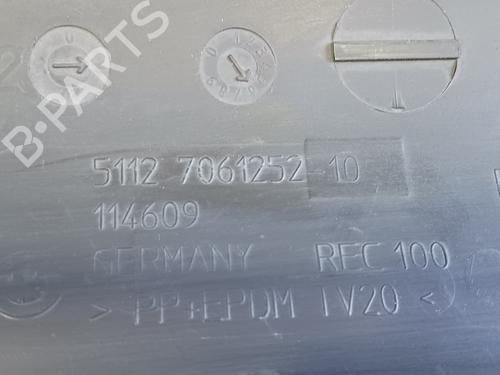 B-PARTS
5112 7061252-10
114609
GERMANY REC 100
> PP+EPDM TV20 <